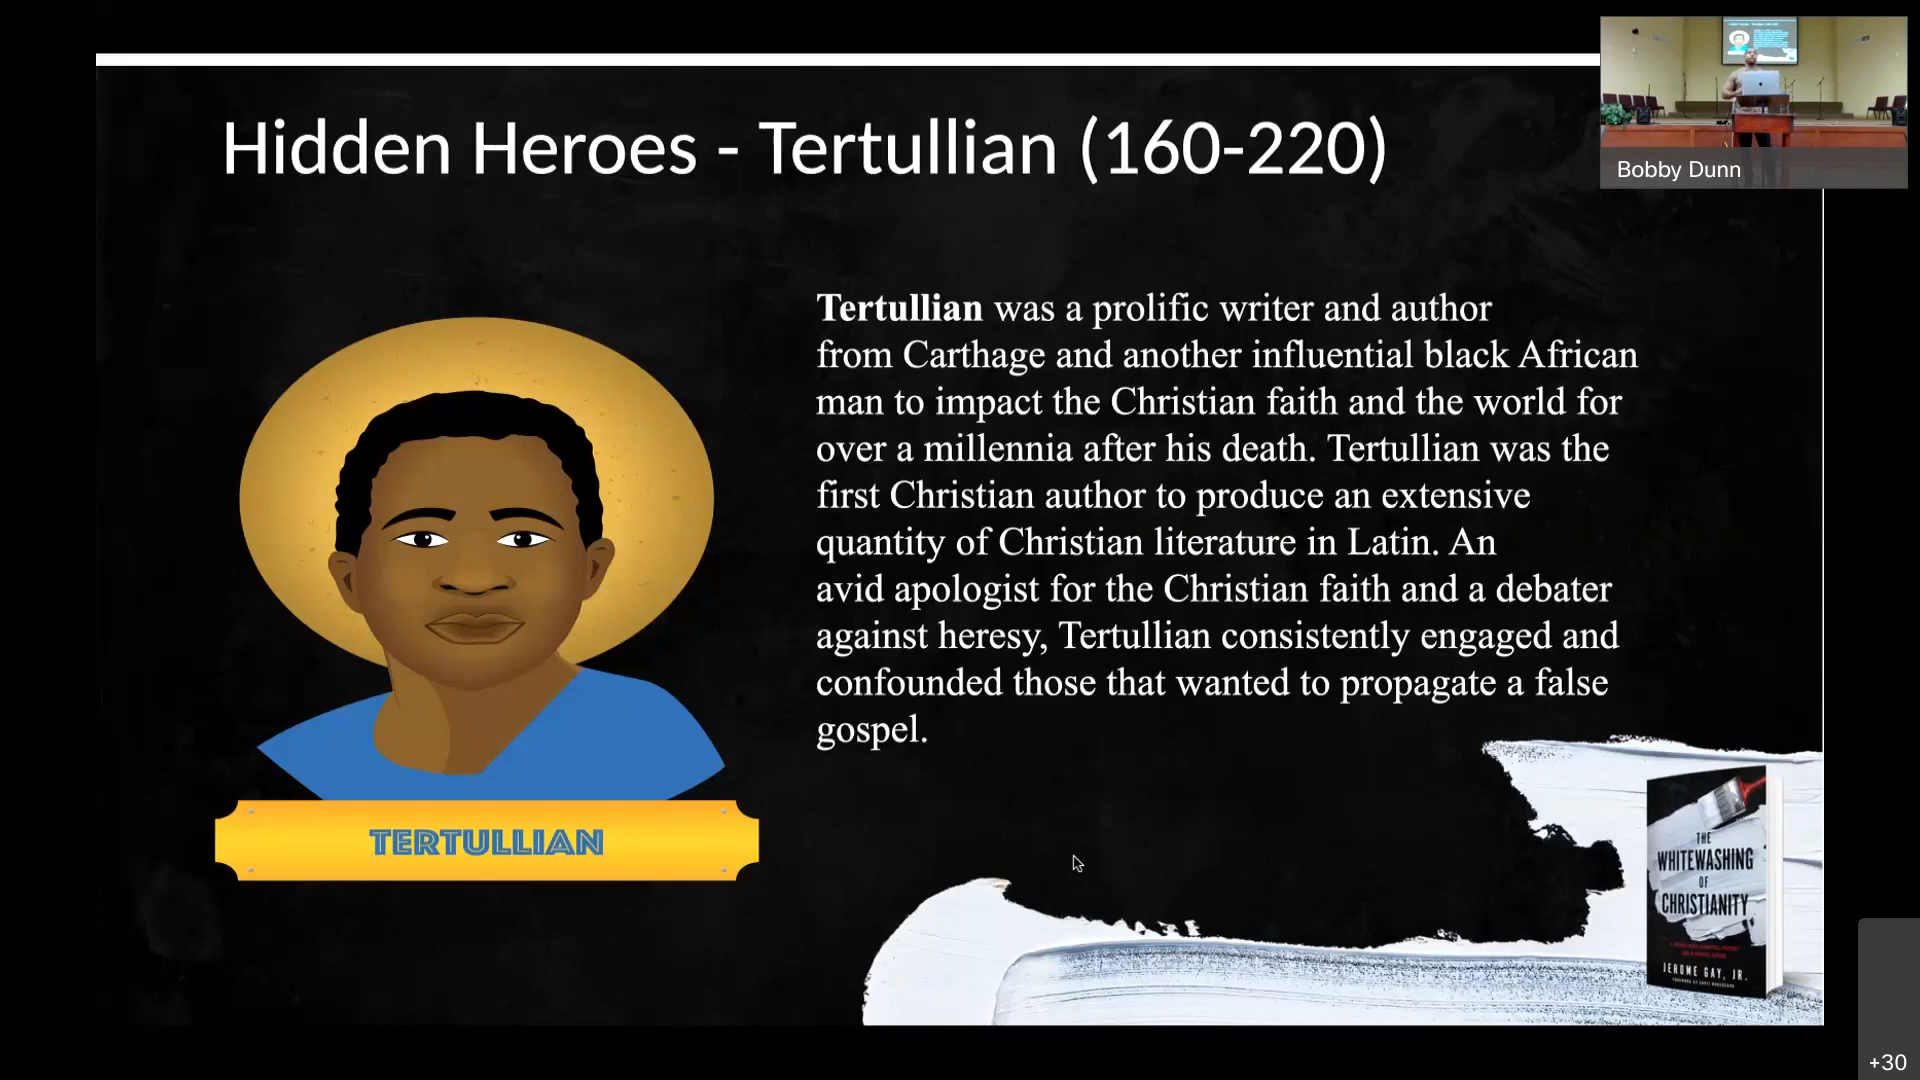 Hidden Heroes - Tertullian (160-220)
Bobby Dunn
Tertullian was a prolific writer and author
from Carthage and another influential black African
man to impact the Christian faith and the world for
over a millennia after his death. Tertullian was the
first Christian author to produce an extensive
quantity of Christian literature in Latin. An
avid apologist for the Christian faith and a debater
against heresy, Tertullian consistently engaged and
confounded those that wanted to propagate a false
gospel.
TERTULLIAN
THE
WHITEWASHING
OF
CHRISTIANITY
JEROME GAY, JR.
+30